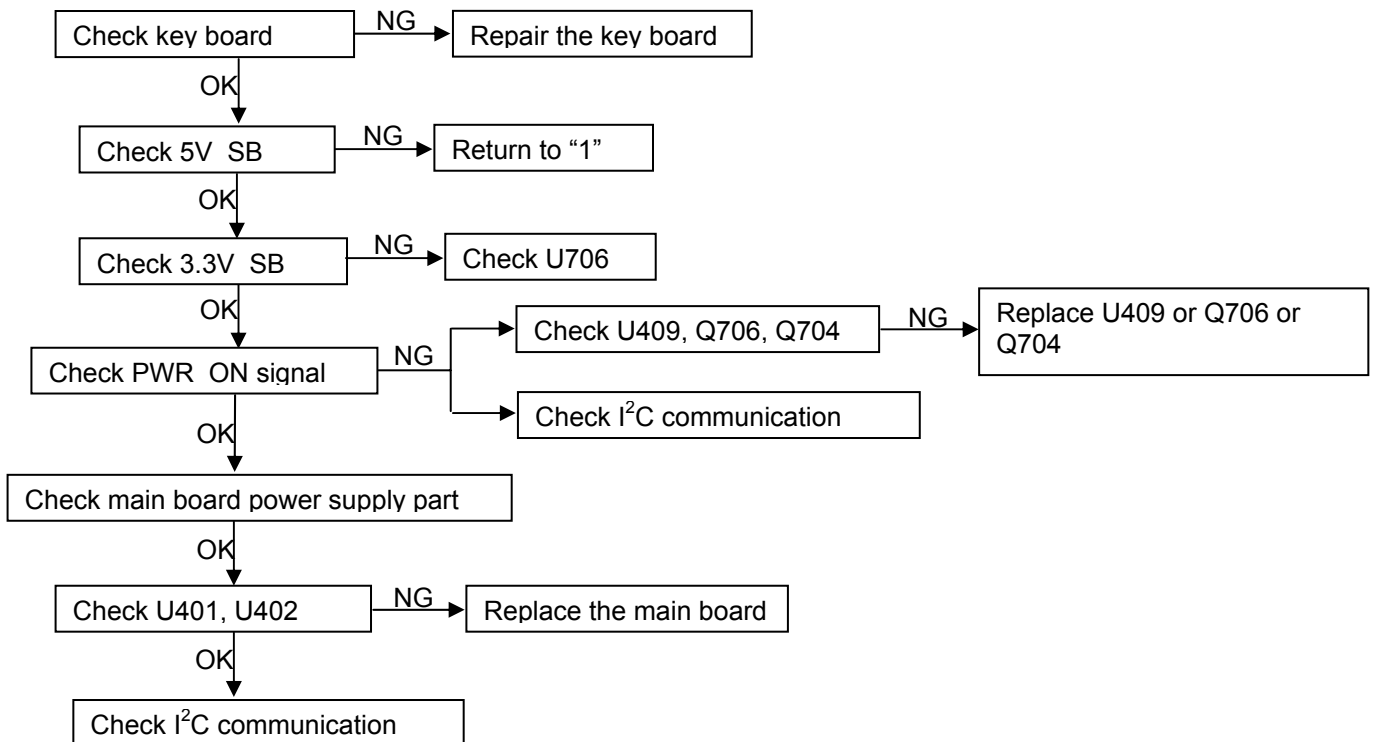 Check key board
NG
Repair the key board
OK
Check 5V SB
NG
Return to “1”
OK
Check 3.3V SB
NG
Check U706
OK
Check PWR ON signal
NG
Check U409, Q706, Q704
NG
Replace U409 or Q706 or
Q704
Check I²C communication
OK
Check main board power supply part
OK
Check U401, U402
NG
Replace the main board
OK
Check I²C communication